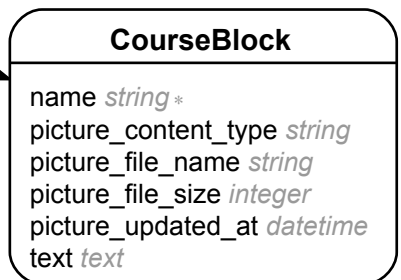 CourseBlock
name string *
picture_content_type string
picture_file_name string
picture_file_size integer
picture_updated_at datetime
text text